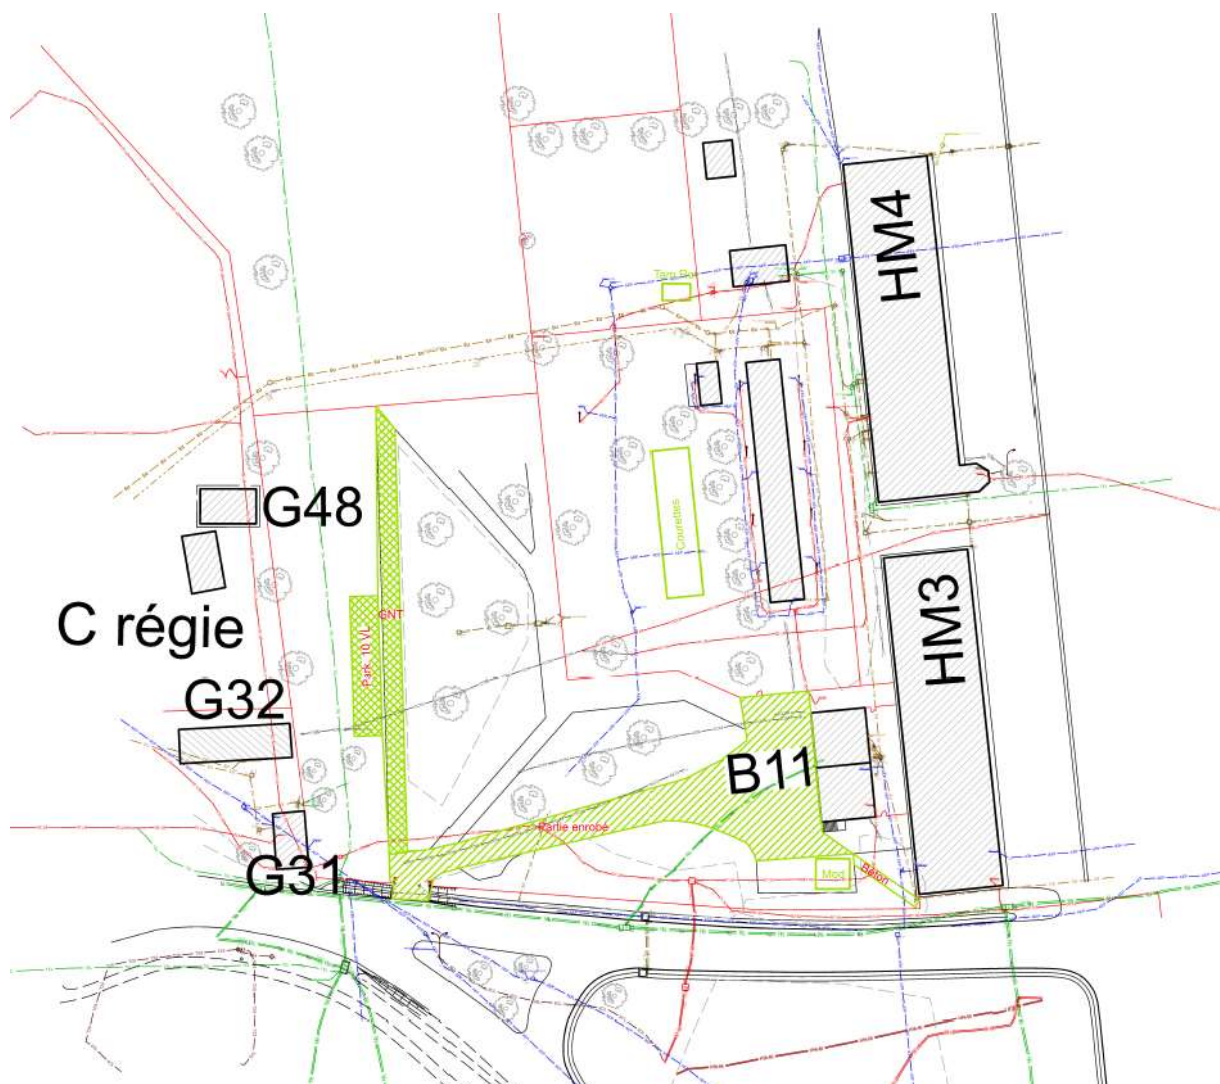 HM4
Courettes
G48
GNT
HM3
C régie
Park. 10 VL
G32
B11
Partie enrobé
G31
Mod
Béton